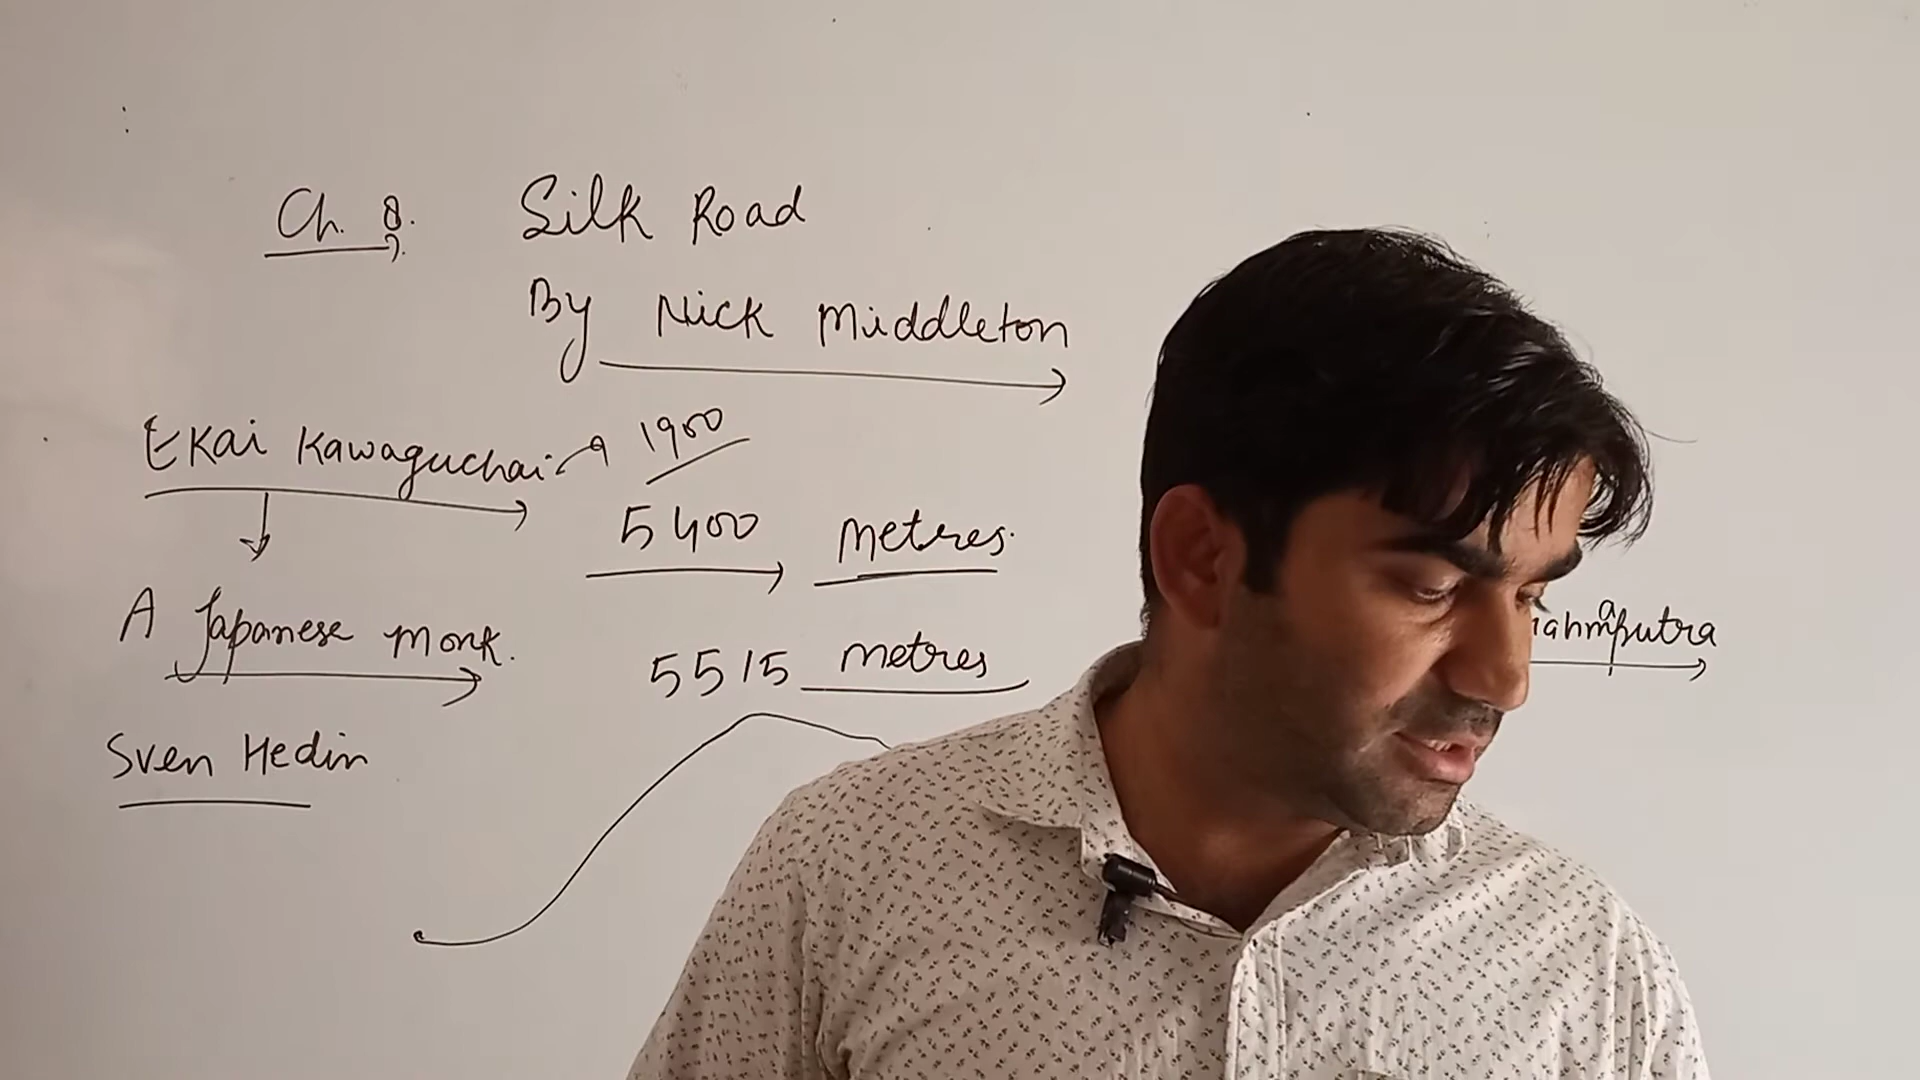 Ch. 8. Silk Road
By Nick Middleton
Ekai Kawaguchai 1900
5400 metres.
A Japanese monk.
5515 metres
Sven Hedin